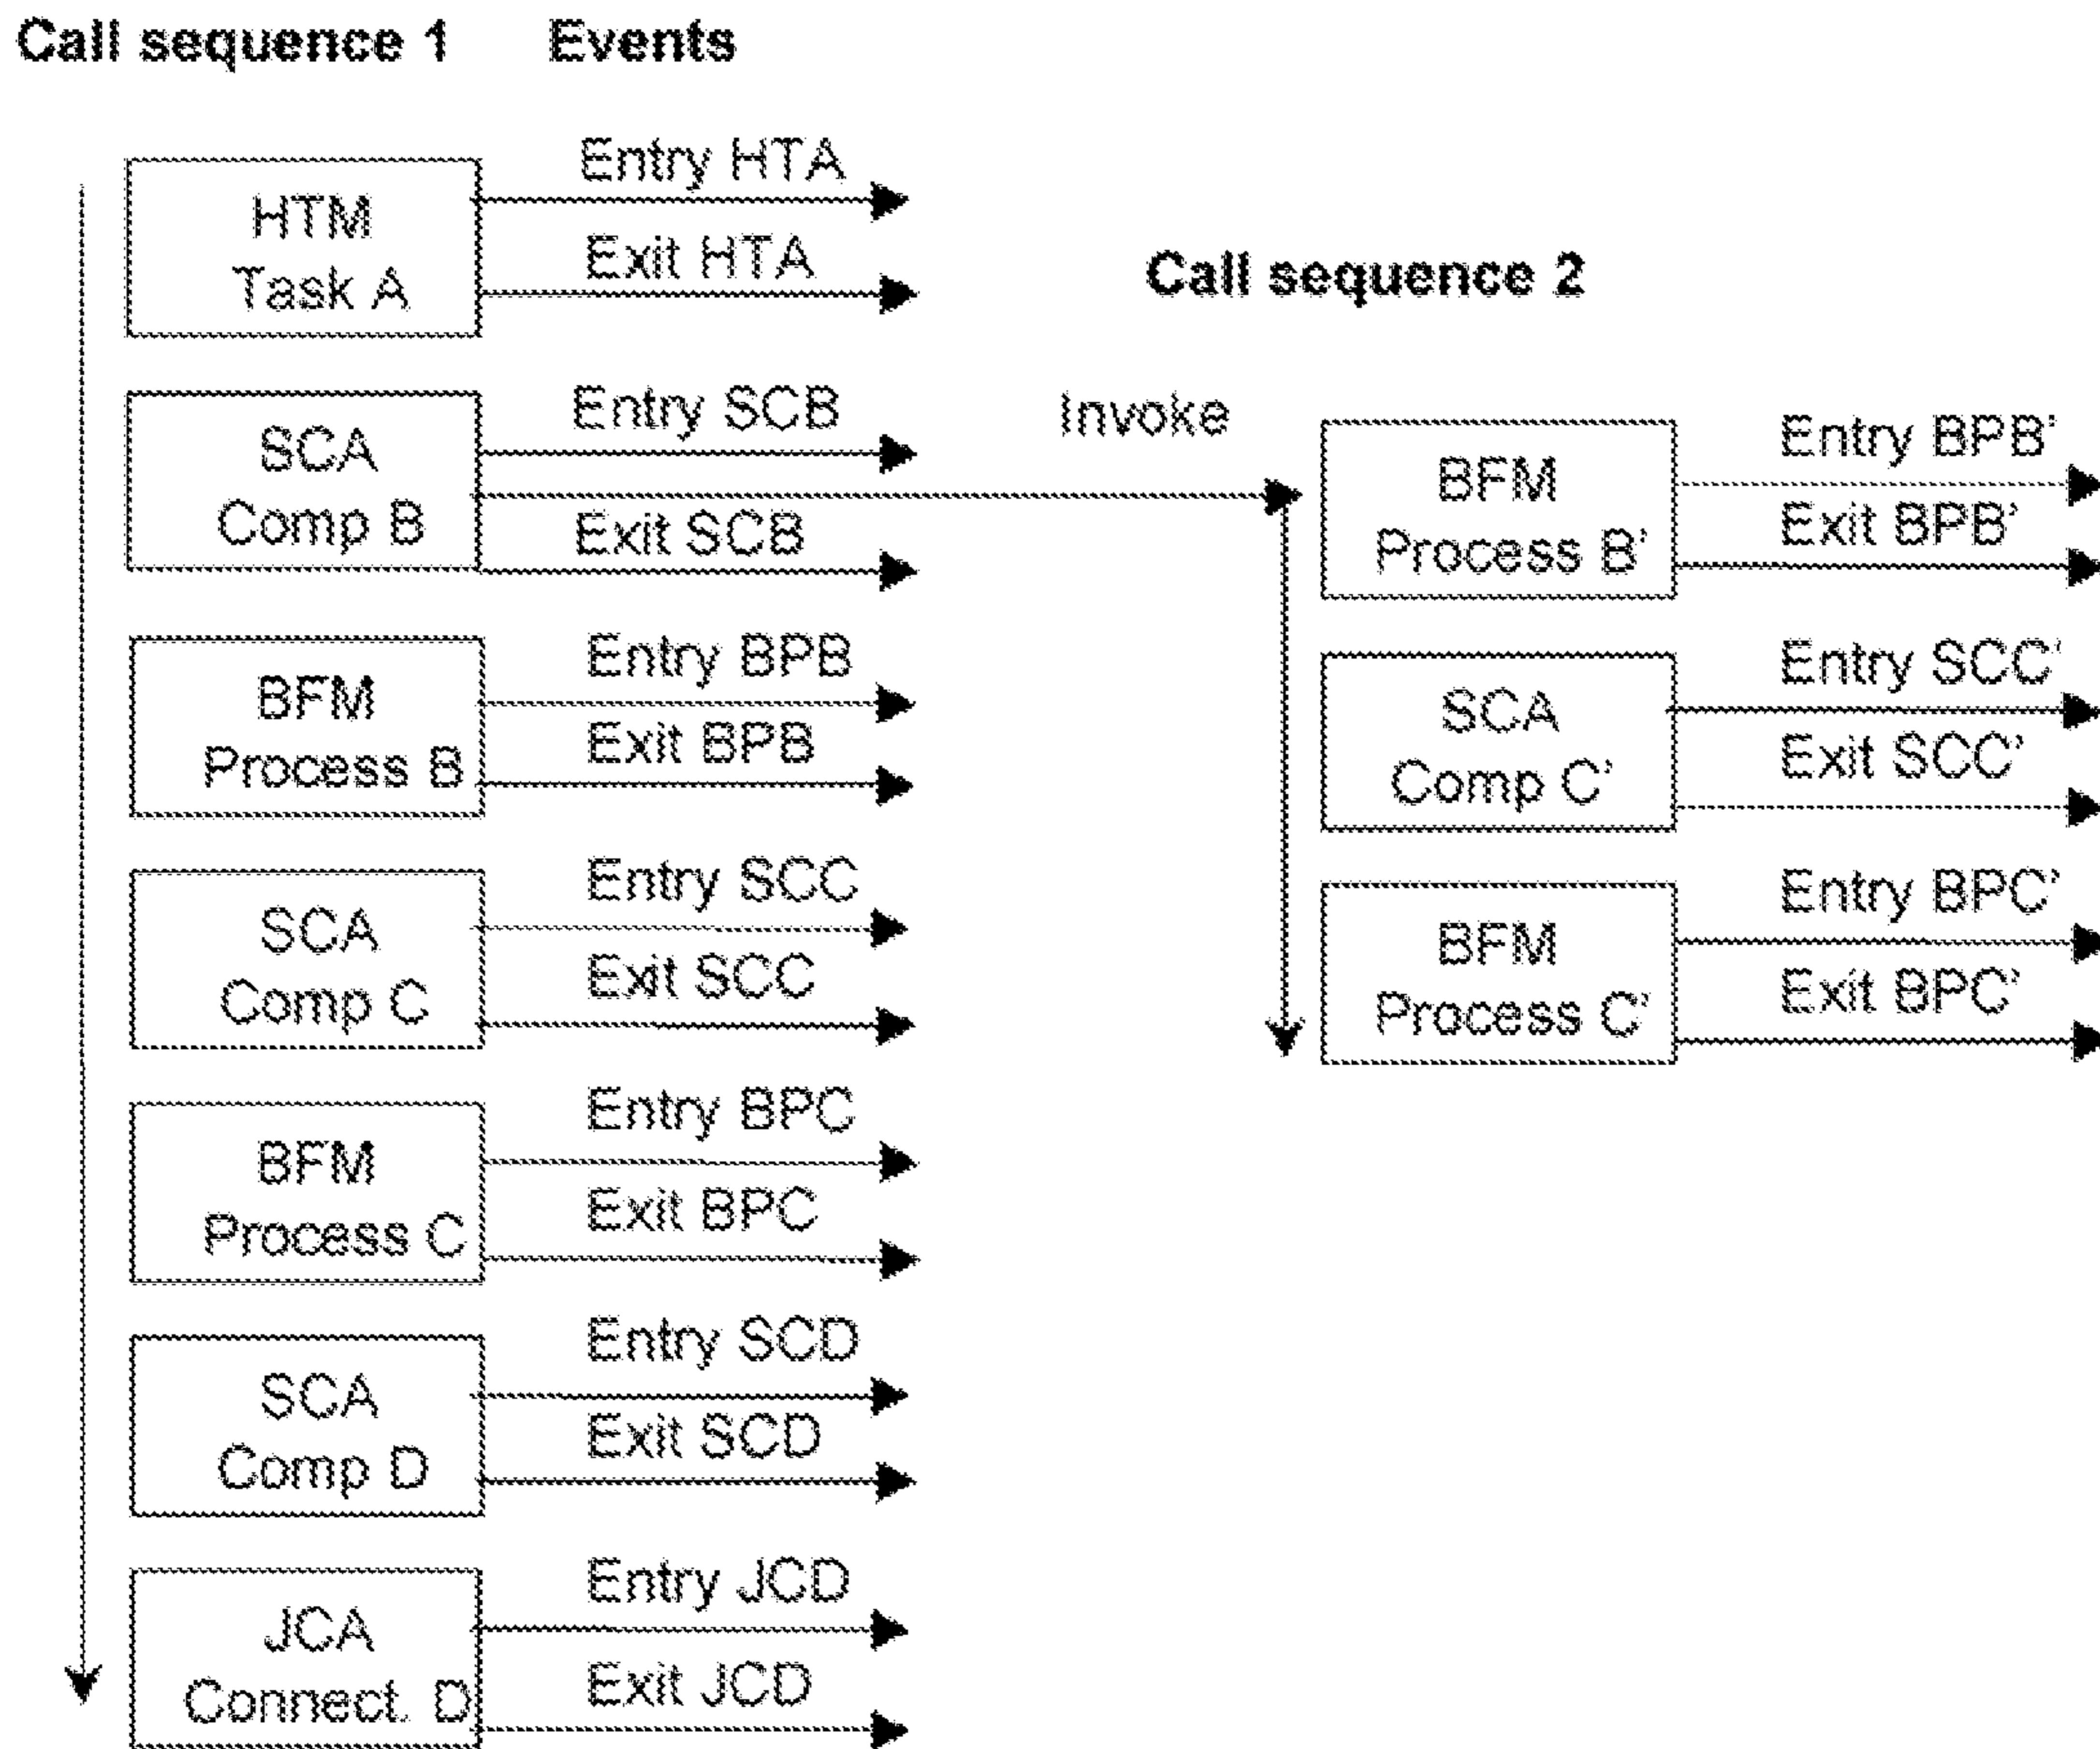 Call sequence 1 Events
HTM
Task A
Entry HTA
Exit HTA
SCA
Comp B
Entry SCB
Exit SCB
BFM
Process B
Entry BPB
Exit BPB
SCA
Comp C
Entry SCC
Exit SCC
BFM
Process C
Entry BPC
Exit BPC
SCA
Comp D
Entry SCD
Exit SCD
JCA
Connect. D
Entry JCD
Exit JCD
Call sequence 2
Invoke
BFM
Process B'
Entry BPB'
Exit BPB'
SCA
Comp C'
Entry SCC'
Exit SCC'
BFM
Process C'
Entry BPC'
Exit BPC'